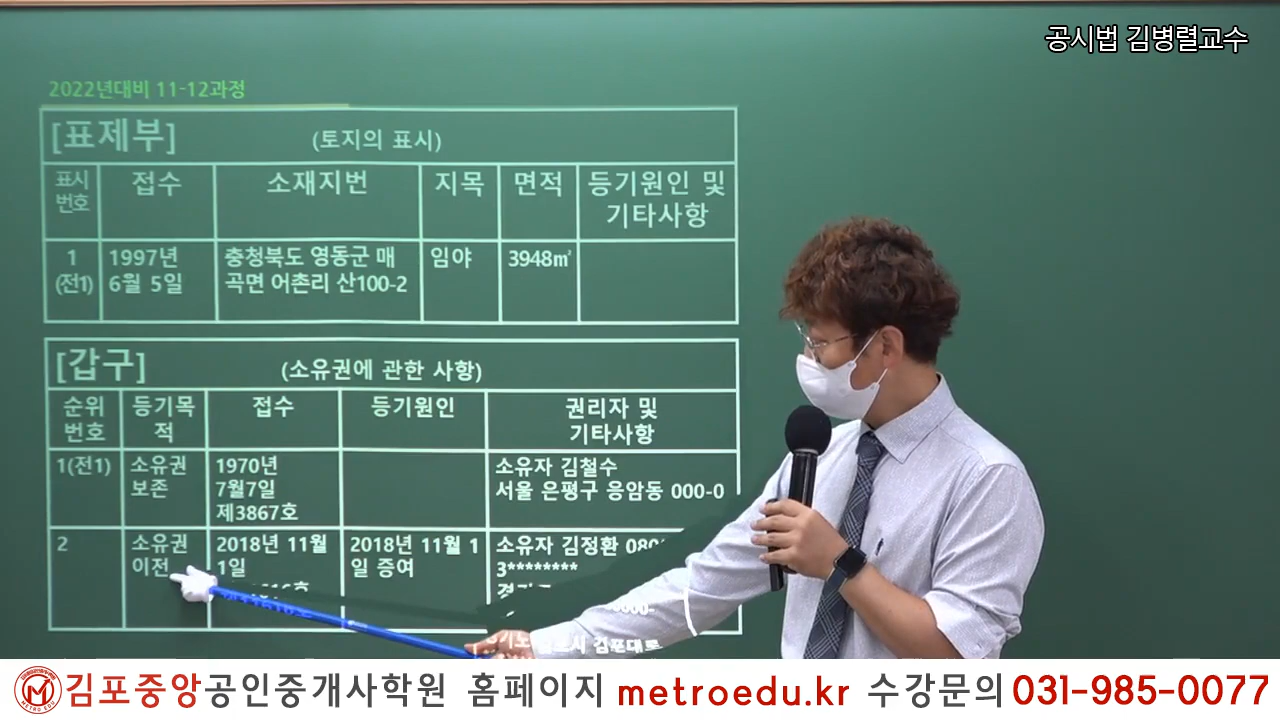 공시법 김병렬교수
2022년대비 11-12과정
[표제부] (토지의 표시)
표시 번호 접수 소재지번 지목 면적 등기원인 및 기타사항
1 (전1) 1997년 6월 5일 충청북도 영동군 매곡면 어촌리 산100-2 임야 3948㎡
[갑구] (소유권에 관한 사항)
순위 번호 등기목적 접수 등기원인 권리자 및 기타사항
1(전1) 소유권 보존 1970년 7월7일 제3867호 소유자 김철수 서울 은평구 응암동 000-0
2 소유권 이전 2018년 11월 1일 2018년 11월 1일 증여 소유자 김정환 3********
김포대로
METRO EDU
김포중앙공인중개사학원 홈페이지 metroedu.kr 수강문의 031-985-0077